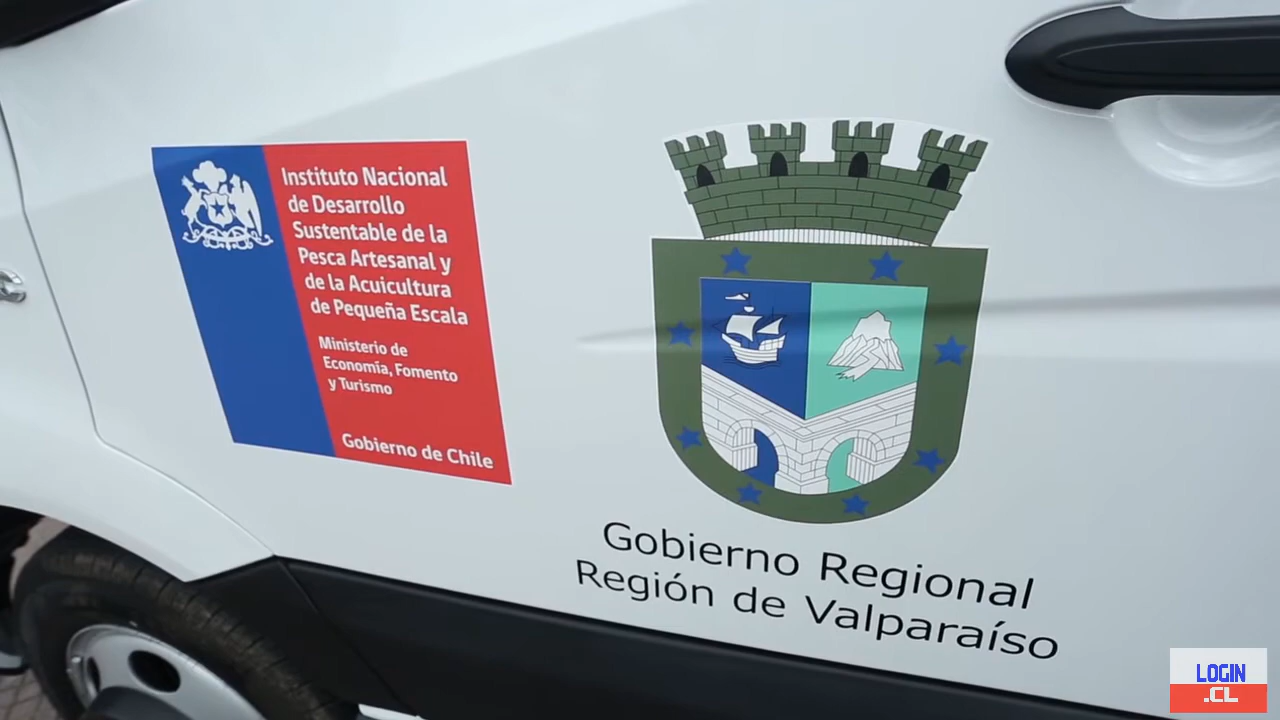 Instituto Nacional
de Desarrollo
Sustentable de la
Pesca Artesanal y
de la Acuicultura
de Pequeña Escala
Ministerio de
Economía, Fomento
y Turismo
Gobierno de Chile
Gobierno Regional
Región de Valparaíso
LOGIN
.CL